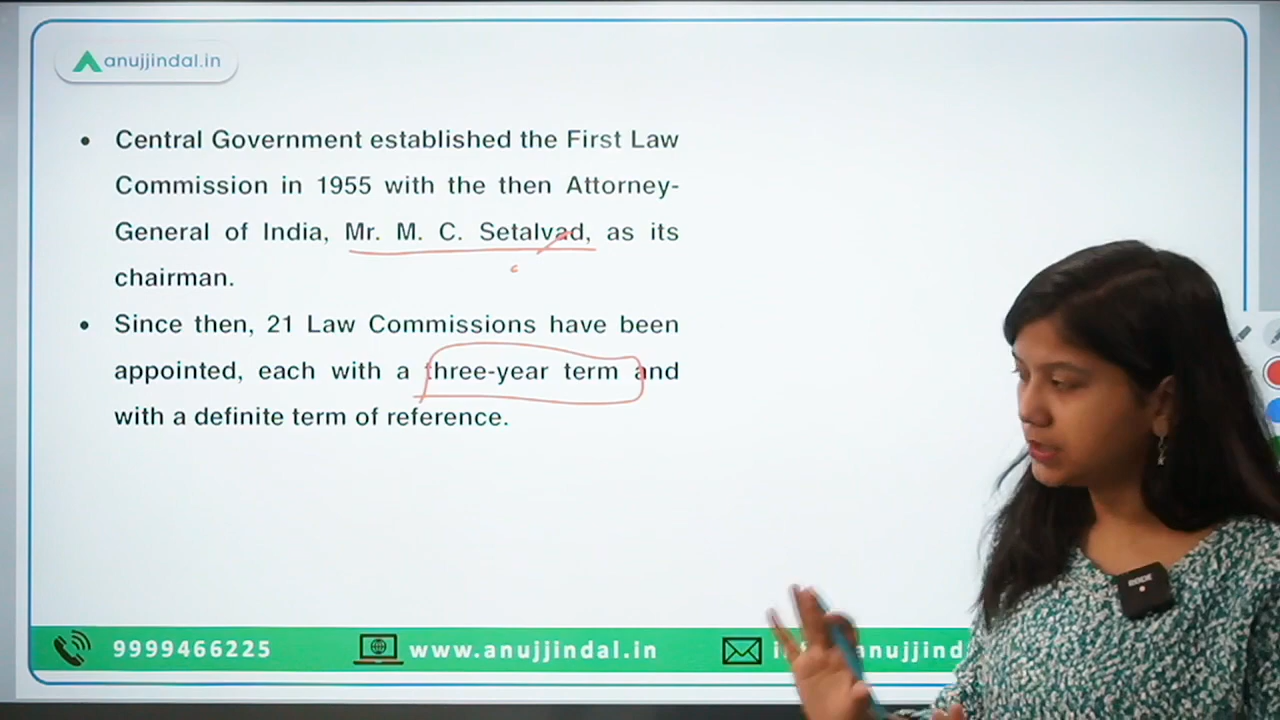 anujjindal.in
Central Government established the First Law
Commission in 1955 with the then Attorney-
General of India, Mr. M. C. Setalvad, as its
chairman.
Since then, 21 Law Commissions have been
appointed, each with a three-year term and
with a definite term of reference.
9999466225 www.anujjindal.in
RODE